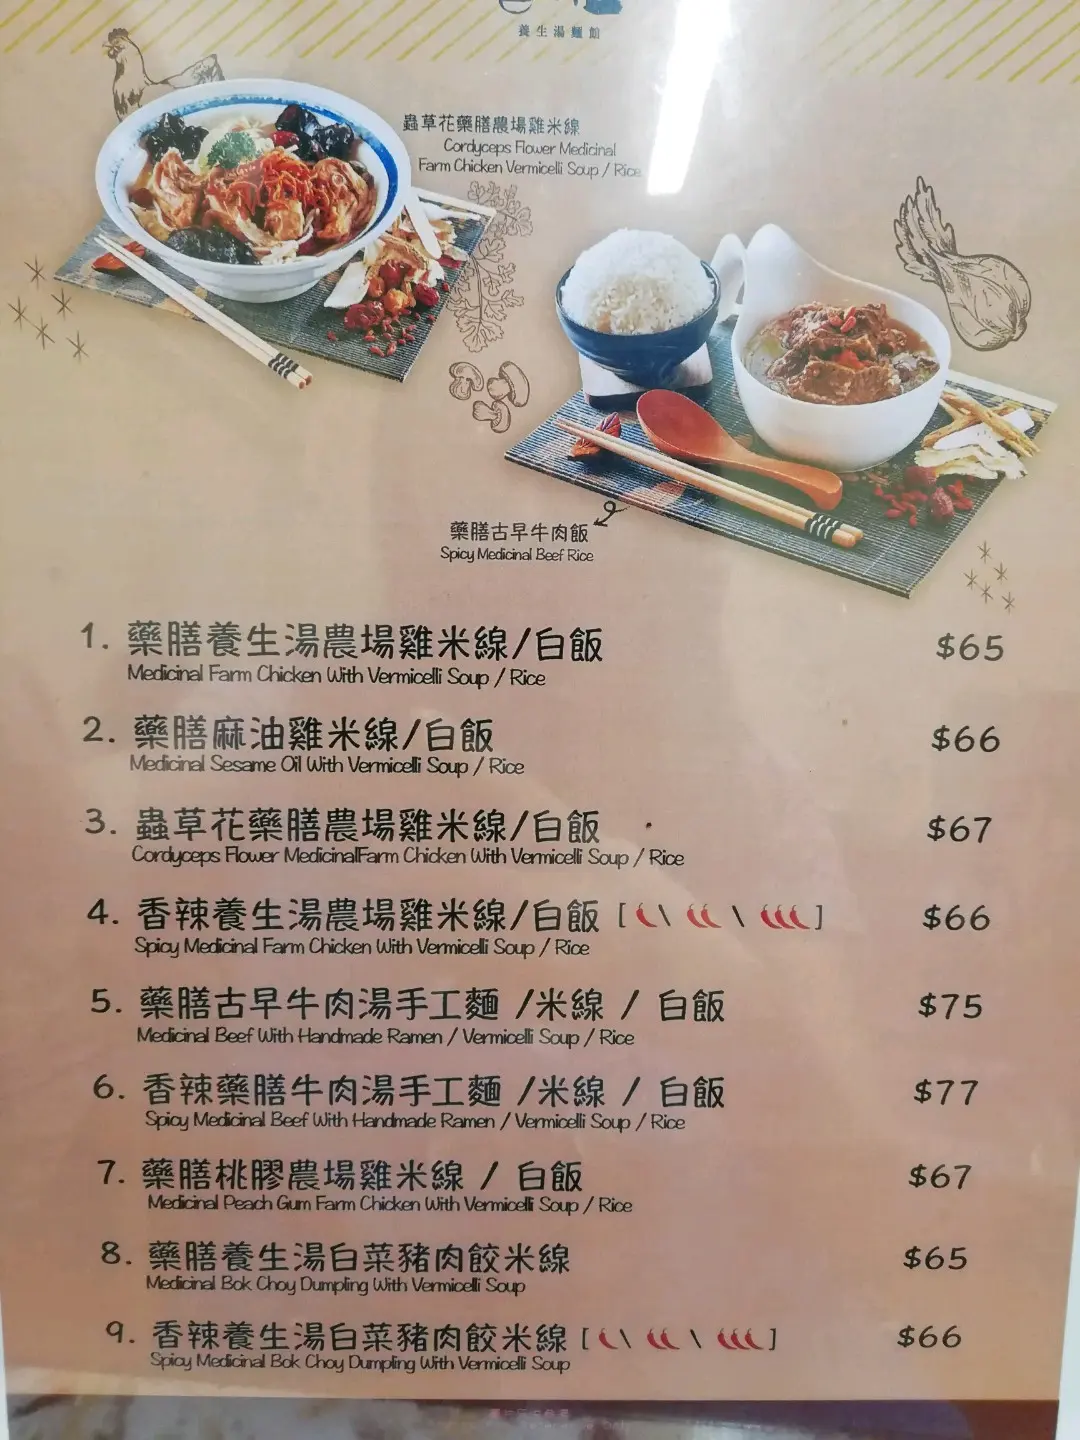 養生湯麵館
蟲草花藥膳農場雞米線
Cordyceps Flower Medicinal
Farm Chicken Vermicelli Soup / Rice
藥膳古早牛肉飯
Spicy Medicinal Beef Rice
1. 藥膳養生湯農場雞米線/白飯 $65
Medicinal Farm Chicken With Vermicelli Soup / Rice
2. 藥膳麻油雞米線/白飯 $66
Medicinal Sesame Oil With Vermicelli Soup / Rice
3. 蟲草花藥膳農場雞米線/白飯 $67
Cordyceps Flower MedicinalFarm Chicken With Vermicelli Soup / Rice
4. 香辣養生湯農場雞米線/白飯 [ \ \ ] $66
Spicy Medicinal Farm Chicken With Vermicelli Soup / Rice
5. 藥膳古早牛肉湯手工麵 /米線 / 白飯 $75
Medicinal Beef With Handmade Ramen / Vermicelli Soup / Rice
6. 香辣藥膳牛肉湯手工麵 /米線 / 白飯 $77
Spicy Medicinal Beef With Handmade Ramen / Vermicelli Soup / Rice
7. 藥膳桃膠農場雞米線 / 白飯 $67
Medicinal Peach Gum Farm Chicken With Vermicelli Soup / Rice
8. 藥膳養生湯白菜豬肉餃米線 $65
Medicinal Bok Choy Dumpling With Vermicelli Soup
9. 香辣養生湯白菜豬肉餃米線 [ \ \ ] $66
Spicy Medicinal Bok Choy Dumpling With Vermicelli Soup